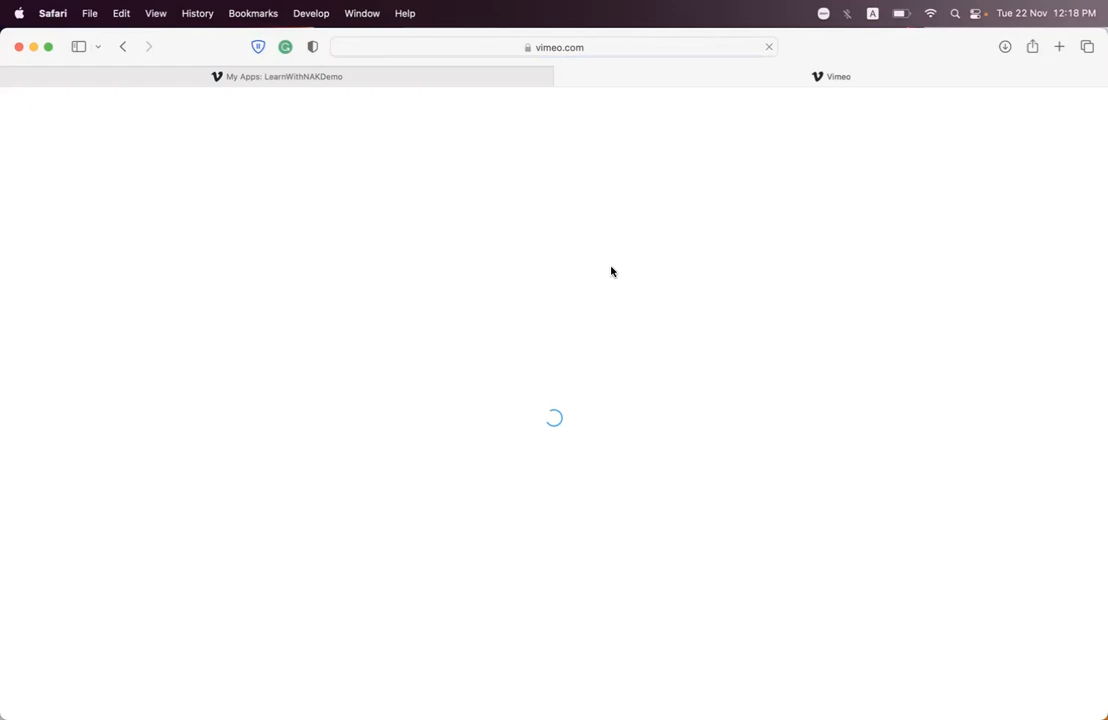 Safari File Edit View History Bookmarks Develop Window Help A Tue 22 Nov 12:18 PM
vimeo.com
My Apps: LearnWithNAKDemo Vimeo